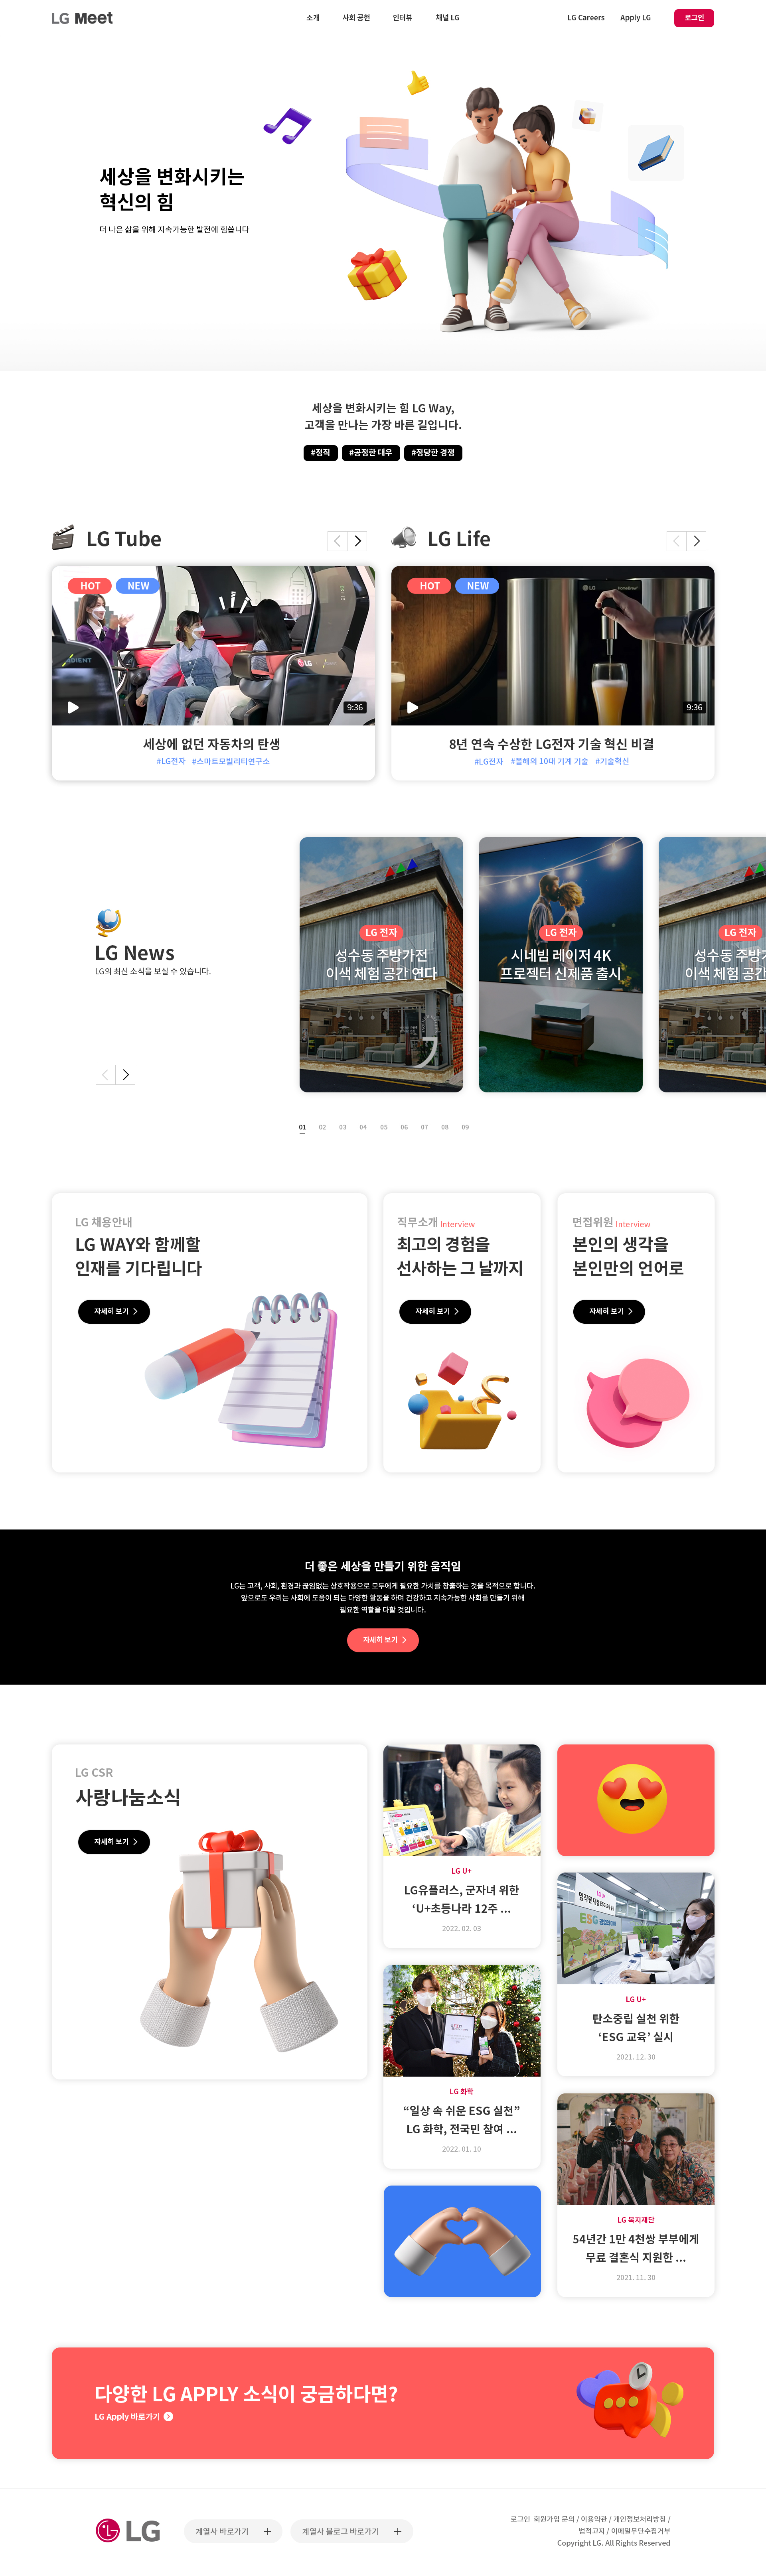 LG Meet
소개
사회 공헌
인터뷰
채널 LG
LG Careers
Apply LG
로그인
세상을 변화시키는
혁신의 힘
더 나은 삶을 위해 지속가능한 발전에 힘씁니다
세상을 변화시키는 힘 LG Way,
고객을 만나는 가장 바른 길입니다.
#정직
#공정한 대우
#정당한 경쟁
LG Tube
HOT
NEW
ADIENT
LG
9:36
세상에 없던 자동차의 탄생
#LG전자 #스마트모빌리티연구소
LG Life
HOT
NEW
LG
9:36
8년 연속 수상한 LG전자 기술 혁신 비결
#LG전자 #올해의 10대 기계 기술 #기술혁신
LG News
LG의 최신 소식을 보실 수 있습니다.
LG 전자
성수동 주방가전
이색 체험 공간 연다
LG 전자
시네빔 레이저 4K
프로젝터 신제품 출시
LG 전자
성수동 주방가
이색 체험 공간
01 02 03 04 05 06 07 08 09
LG 채용안내
LG WAY와 함께할
인재를 기다립니다
자세히 보기
직무소개 Interview
최고의 경험을
선사하는 그 날까지
자세히 보기
면접위원 Interview
본인의 생각을
본인만의 언어로
자세히 보기
더 좋은 세상을 만들기 위한 움직임
LG는 고객, 사회, 환경과 끊임없는 상호작용으로 모두에게 필요한 가치를 창출하는 것을 목적으로 합니다.
앞으로도 우리는 사회에 도움이 되는 다양한 활동을 하며 건강하고 지속가능한 사회를 만들기 위해
필요한 역할을 다할 것입니다.
자세히 보기
LG CSR
사랑나눔소식
자세히 보기
LG U+
LG유플러스, 군자녀 위한
‘U+초등나라 12주 ...
2022. 02. 03
LG 화학
“일상 속 쉬운 ESG 실천”
LG 화학, 전국민 참여 ...
2022. 01. 10
ESG
LG U+
탄소중립 실천 위한
‘ESG 교육’ 실시
2021. 12. 30
LG 복지재단
54년간 1만 4천쌍 부부에게
무료 결혼식 지원한 ...
2021. 11. 30
다양한 LG APPLY 소식이 궁금하다면?
LG Apply 바로가기
LG
계열사 바로가기
계열사 블로그 바로가기
로그인 회원가입 문의 / 이용약관 / 개인정보처리방침 /
법적고지 / 이메일무단수집거부
Copyright LG. All Rights Reserved